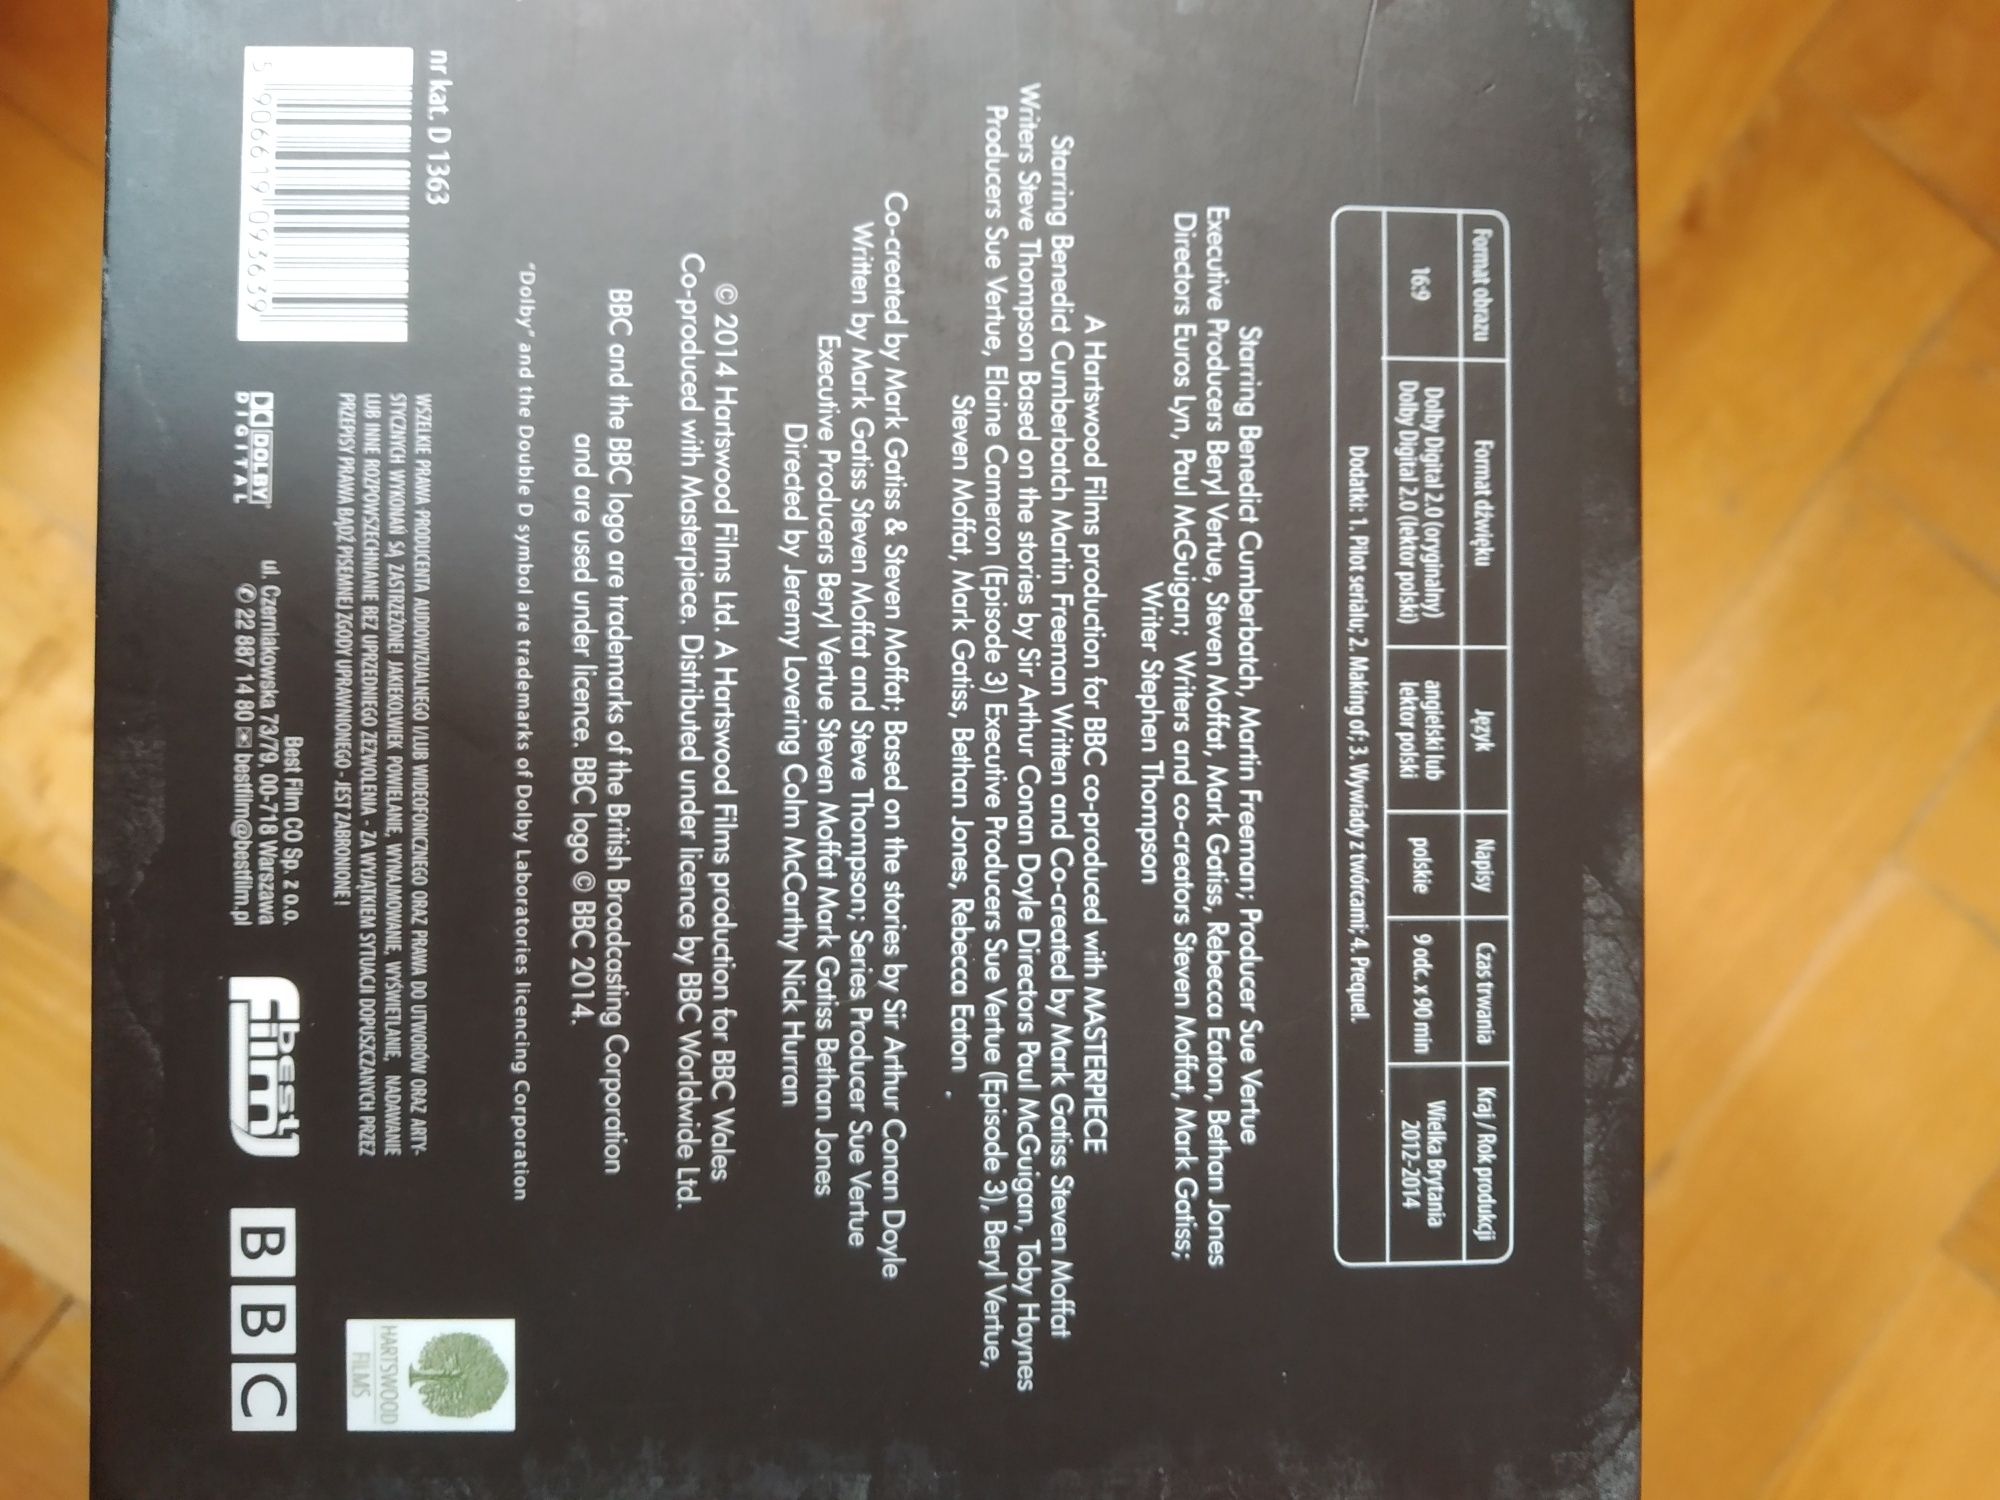 Format obrazu Format dźwięku Język Napisy Czas trwania Kraj / Rok produkcji
16:9 Dolby Digital 2.0 (oryginalny) angielski lub polskie 9 odc. x 90 min Wielka Brytania
Dolby Digital 2.0 (lektor polski) lektor polski 2012-2014
Dodatki: 1. Pilot serialu; 2. Making of; 3. Wywiady z twórcami; 4. Prequel.
Starring Benedict Cumberbatch, Martin Freeman; Producer Sue Vertue
Executive Producers Beryl Vertue, Steven Moffat, Mark Gatiss, Rebecca Eaton, Bethan Jones
Directors Euros Lyn, Paul McGuigan; Writers and co-creators Steven Moffat, Mark Gatiss;
Writer Stephen Thompson
A Hartswood Films production for BBC co-produced with MASTERPIECE
Starring Benedict Cumberbatch Martin Freeman Written and Co-created by Mark Gatiss Steven Moffat
Writers Steve Thompson Based on the stories by Sir Arthur Conan Doyle Directors Paul McGuigan, Toby Haynes
Producers Sue Vertue, Elaine Cameron (Episode 3) Executive Producers Sue Vertue (Episode 3), Beryl Vertue,
Steven Moffat, Mark Gatiss, Bethan Jones, Rebecca Eaton
Co-created by Mark Gatiss & Steven Moffat; Based on the stories by Sir Arthur Conan Doyle
Written by Mark Gatiss Steven Moffat and Steve Thompson; Series Producer Sue Vertue
Executive Producers Beryl Vertue Steven Moffat Mark Gatiss Bethan Jones
Directed by Jeremy Lovering Colm McCarthy Nick Hurran
© 2014 Hartswood Films Ltd. A Hartswood Films production for BBC Wales
Co-produced with Masterpiece. Distributed under licence by BBC Worldwide Ltd.
BBC and the BBC logo are trademarks of the British Broadcasting Corporation
and are used under licence. BBC logo © BBC 2014.
"Dolby" and the Double D symbol are trademarks of Dolby Laboratories licencing Corporation
HARTSWOOD
FILMS
nr kat. D 1363
5 906619 093639
WSZELKIE PRAWA PRODUCENTA AUDIOWIZUALNEGO I/LUB WIDEOFONICZNEGO ORAZ PRAWA DO UTWORÓW ORAZ ARTY-
STYCZNYCH WYKONAŃ SĄ ZASTRZEŻONE! JAKIEKOLWIEK POWIELANIE, WYNAJMOWANIE, WYŚWIETLANIE, NADAWANIE
LUB INNE ROZPOWSZECHNIANIE BEZ UPRZEDNIEGO ZEZWOLENIA - ZA WYJĄTKIEM SYTUACJI DOPUSZCZANYCH PRZEZ
PRZEPISY PRAWA BĄDŹ PISEMNEJ ZGODY UPRAWNIONEGO - JEST ZABRONIONE!
DOLBY
DIGITAL
Best Film CO Sp. z o.o.
ul. Czerniakowska 73/79, 00-718 Warszawa
✆ 22 887 14 80 ✉ bestfilm@bestfilm.pl
best
film
BBC